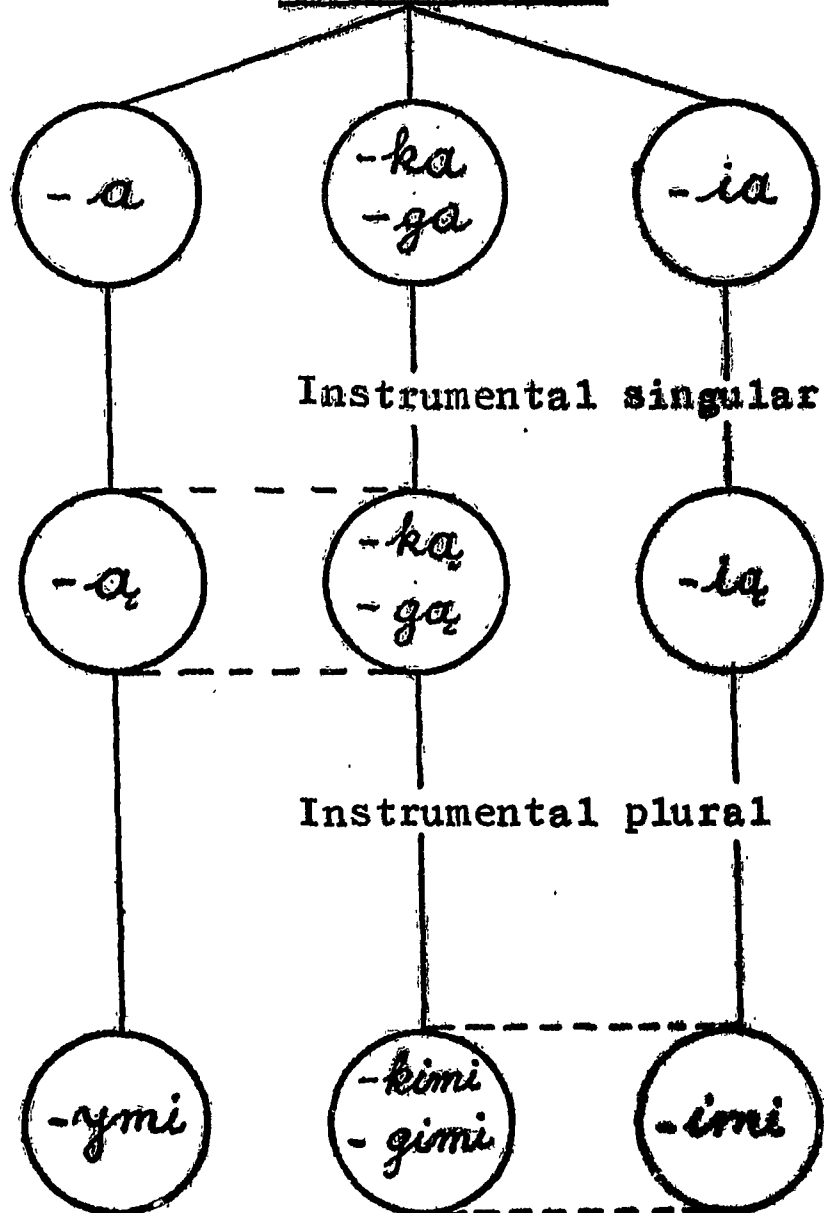 -a
-ka
-ga
-ia
Instrumental singular
-ą
-ką
-gą
-ią
Instrumental plural
-ymi
-kimi
-gimi
-imi